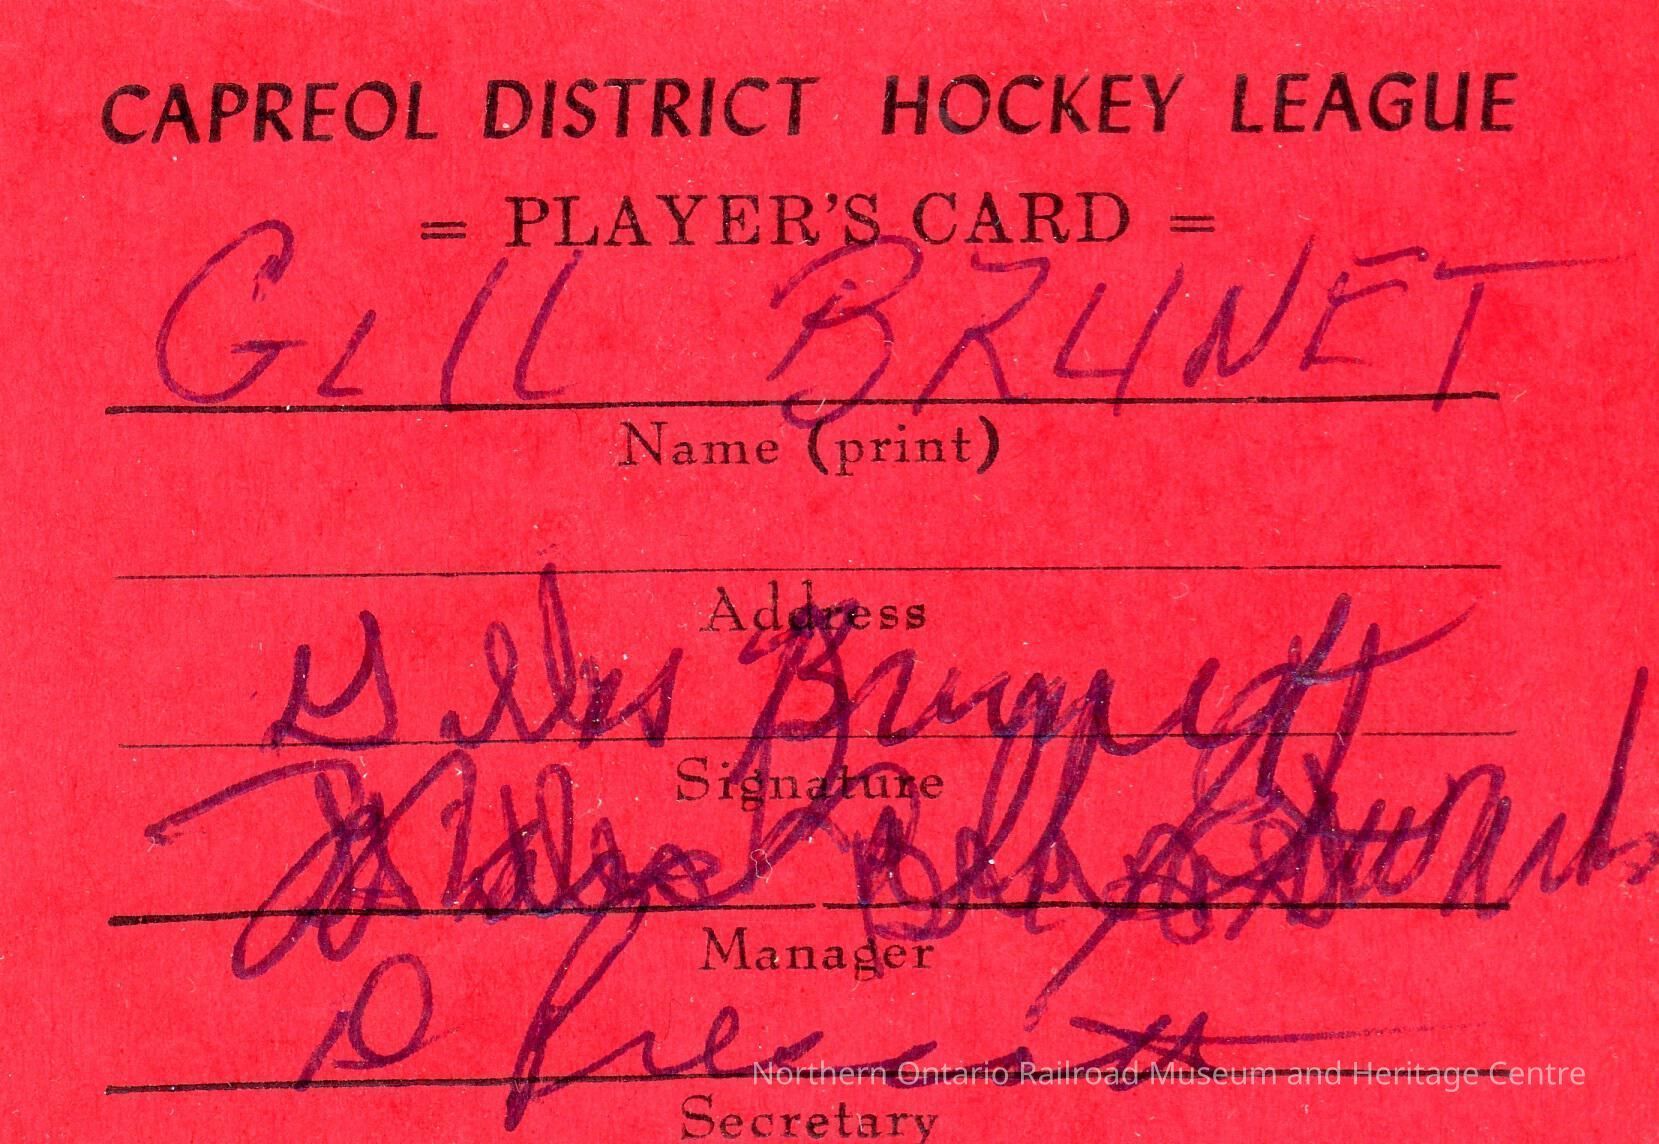 CAPREOL DISTRICT HOCKEY LEAGUE
= PLAYER'S CARD =
GILL BRUNET
Name (print)
Address
Brunett
Signature
Manager
Northern Ontario Railroad Museum and Heritage Centre
Secretary